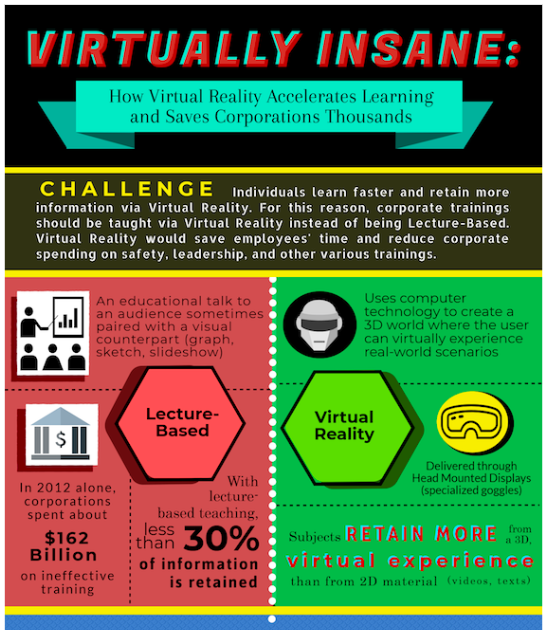 VIRTUALLY INSANE:
How Virtual Reality Accelerates Learning
and Saves Corporations Thousands
CHALLENGE Individuals learn faster and retain more
information via Virtual Reality. For this reason, corporate trainings
should be taught via Virtual Reality instead of being Lecture-Based.
Virtual Reality would save employees' time and reduce corporate
spending on safety, leadership, and other various trainings.
An educational talk to
an audience sometimes
paired with a visual
counterpart (graph,
sketch, slideshow)
Lecture-
Based
$
In 2012 alone,
corporations
spent about
$162
Billion
on ineffective
training
With
lecture-
based teaching,
less
than 30%
of information
is retained
Uses computer
technology to create a
3D world where the user
can virtually experience
real-world scenarios
Virtual
Reality
Delivered through
Head Mounted Displays
(specialized goggles)
Subjects RETAIN MORE from
a 3D,
virtual experience
than from 2D material (videos, texts)